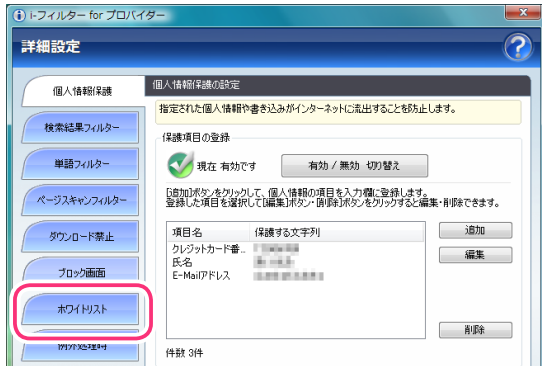 i-フィルター for プロバイダー
詳細設定
個人情報保護
検索結果フィルター
単語フィルター
ページスキャンフィルター
ダウンロード禁止
ブロック画面
ホワイトリスト
例外処理時
個人情報保護の設定
指定された個人情報や書き込みがインターネットに流出することを防止します。
保護項目の登録
現在 有効です
有効 / 無効 切り替え
[追加]ボタンをクリックして、個人情報の項目を入力欄に登録します。
登録した項目を選択して[編集]ボタン・[削除]ボタンをクリックすると編集・削除できます。
項目名 保護する文字列
クレジットカード番...
氏名
E-Mailアドレス
追加
編集
削除
件数 3件